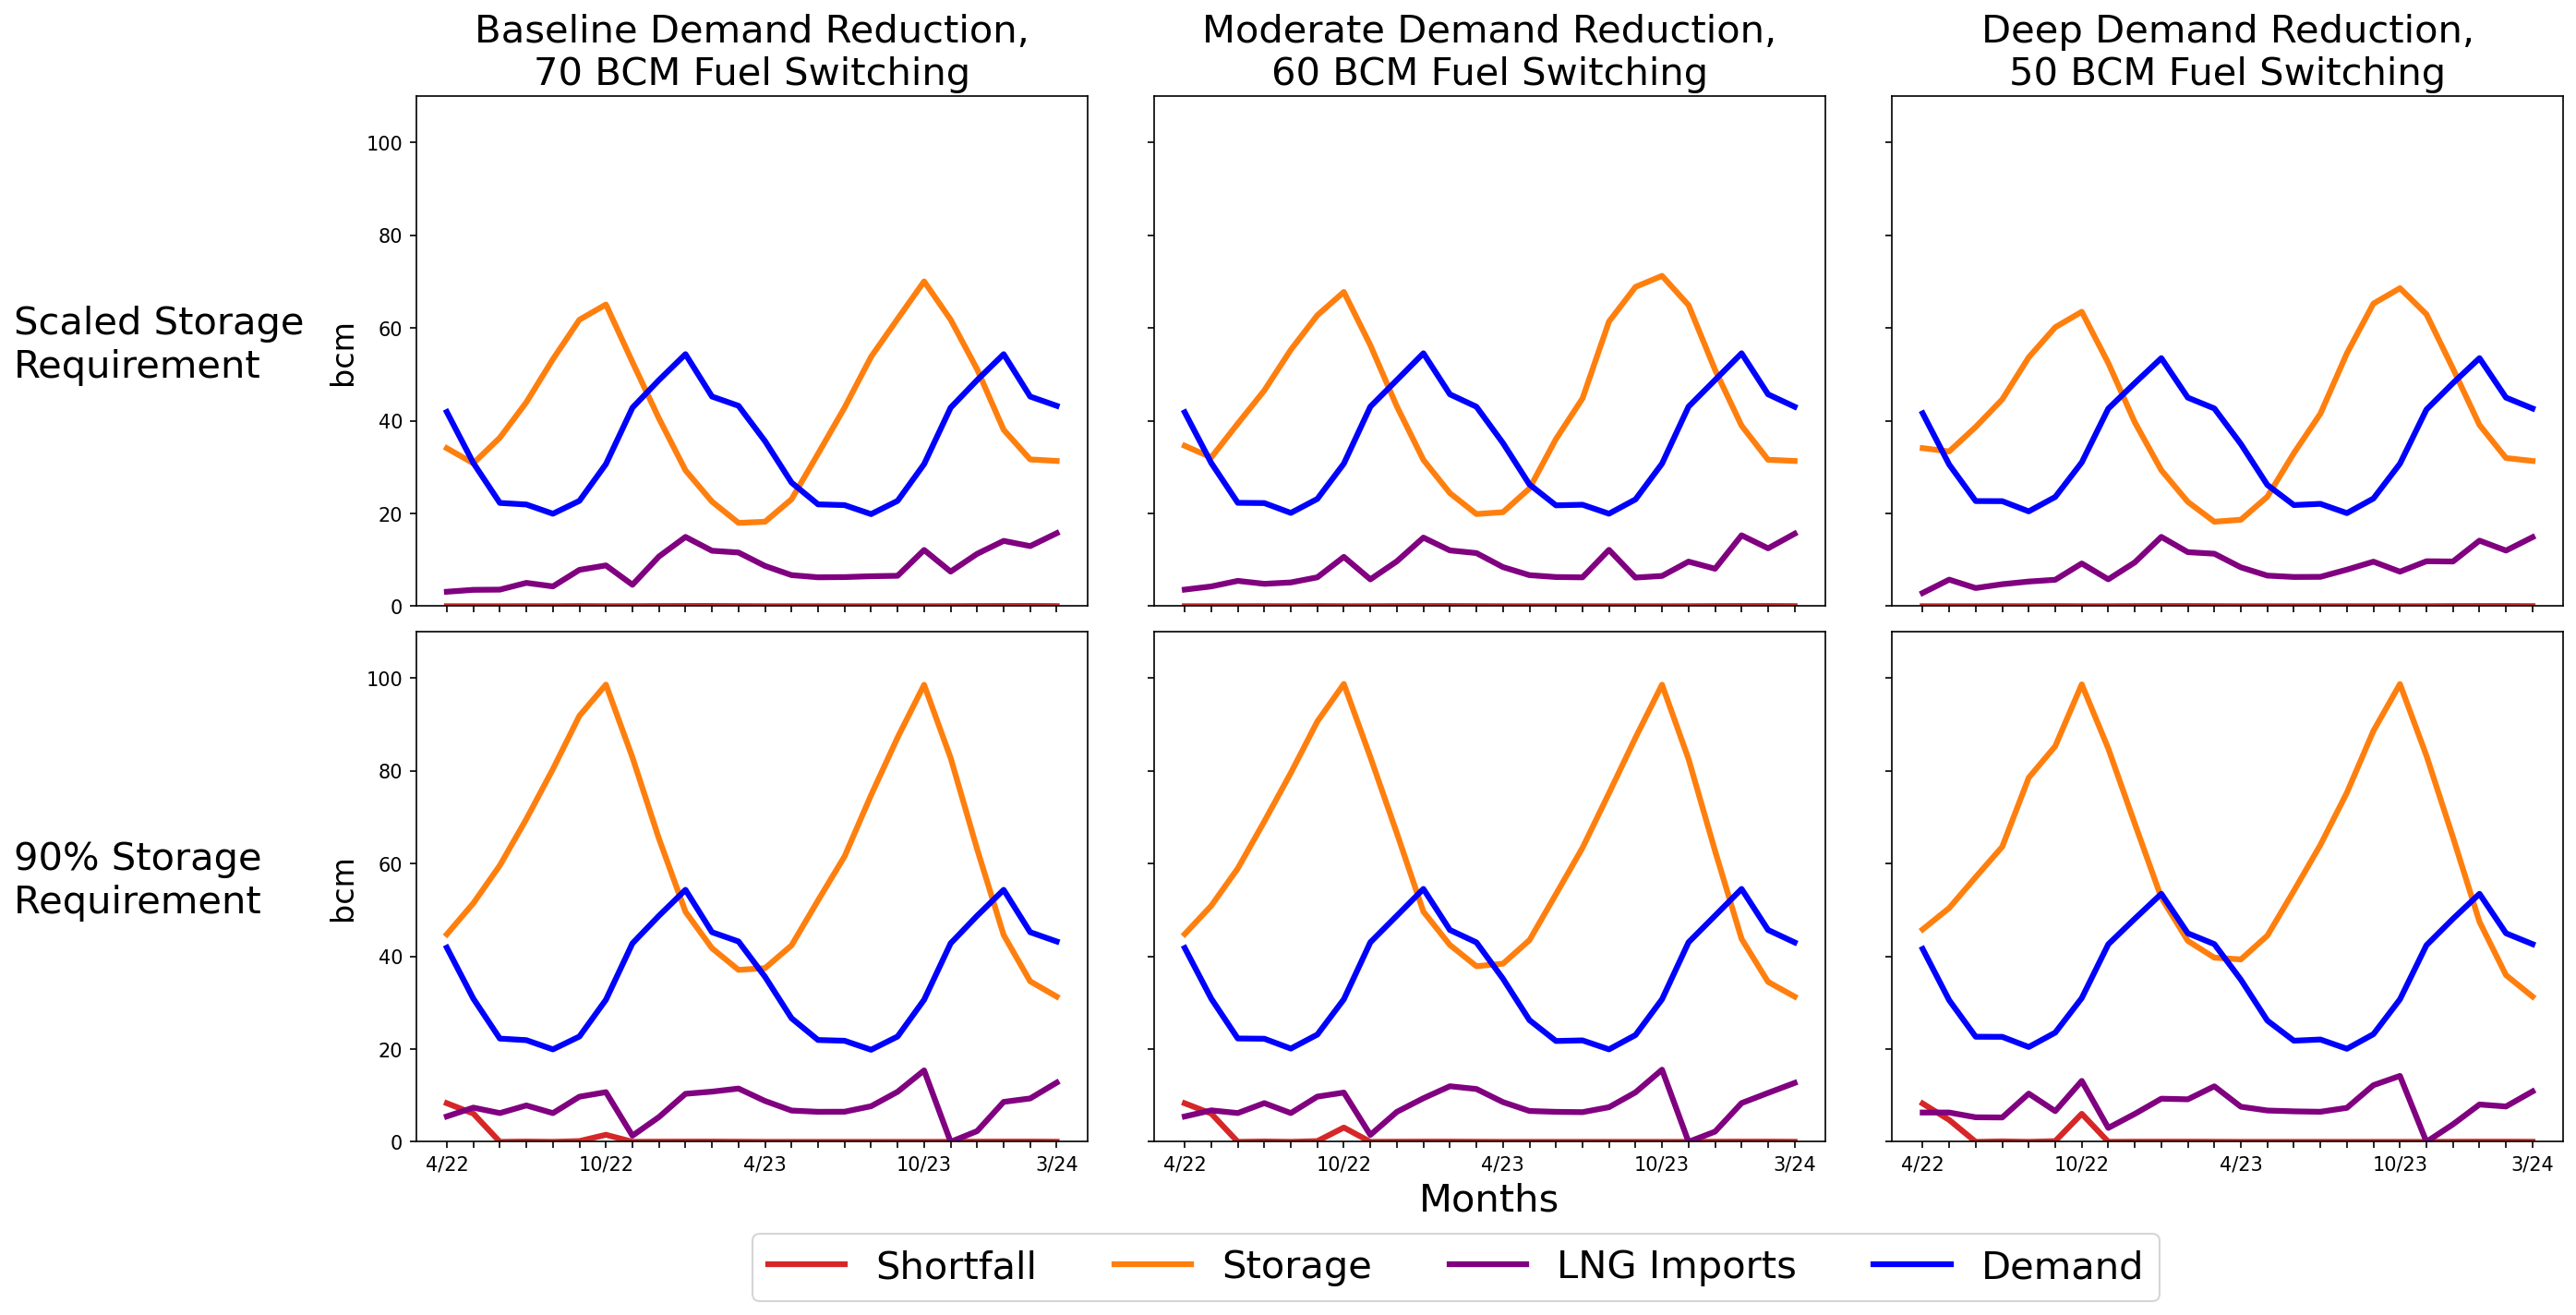 Baseline Demand Reduction,
70 BCM Fuel Switching
Moderate Demand Reduction,
60 BCM Fuel Switching
Deep Demand Reduction,
50 BCM Fuel Switching
Scaled Storage
Requirement
bcm
100
80
60
40
20
0
90% Storage
Requirement
bcm
100
80
60
40
20
0
4/22 10/22 4/23 10/23 3/24
4/22 10/22 4/23 10/23 3/24
4/22 10/22 4/23 10/23 3/24
Months
Shortfall Storage LNG Imports Demand